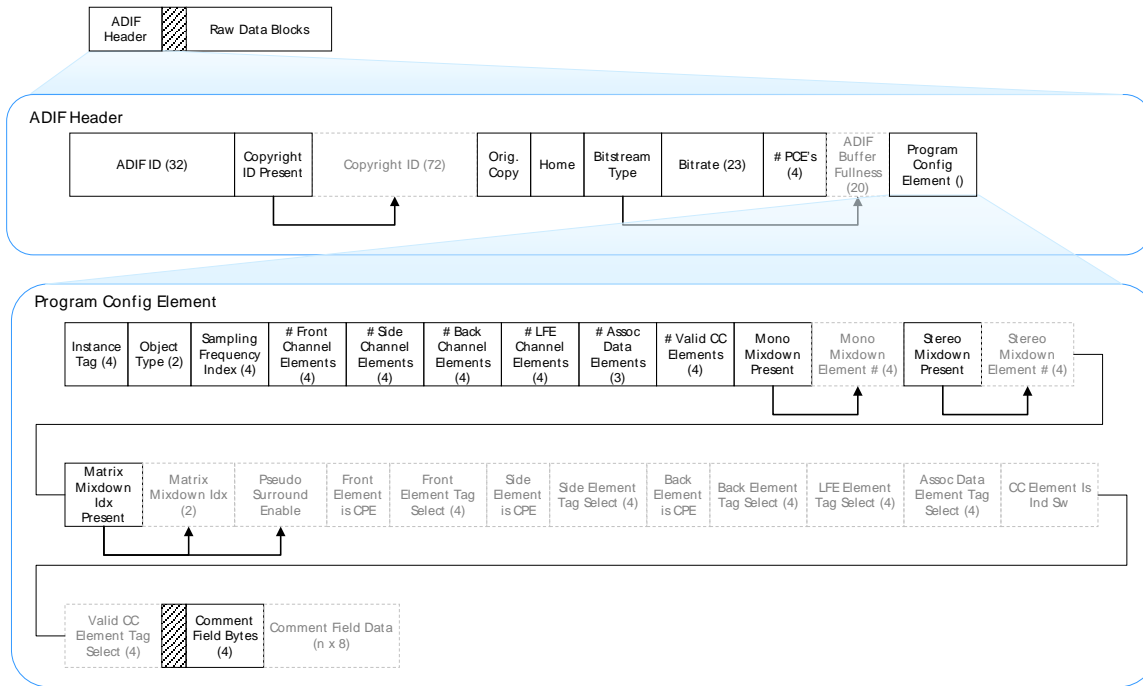 ADIF
Header
Raw Data Blocks
ADIF Header
ADIF ID (32)
Copyright
ID Present
Copyright ID (72)
Orig.
Copy
Home
Bitstream
Type
Bitrate (23)
# PCE's
(4)
ADIF
Buffer
Fullness
(20)
Program
Config
Element ()
Program Config Element
Instance
Tag (4)
Object
Type (2)
Sampling
Frequency
Index (4)
# Front
Channel
Elements
(4)
# Side
Channel
Elements
(4)
# Back
Channel
Elements
(4)
# LFE
Channel
Elements
(4)
# Assoc
Data
Elements
(3)
# Valid CC
Elements
(4)
Mono
Mixdown
Present
Mono
Mixdown
Element # (4)
Stereo
Mixdown
Present
Stereo
Mixdown
Element # (4)
Matrix
Mixdown
Idx
Present
Matrix
Mixdown Idx
(2)
Pseudo
Surround
Enable
Front
Element
is CPE
Front
Element Tag
Select (4)
Side
Element
is CPE
Side Element
Tag Select (4)
Back
Element
is CPE
Back Element
Tag Select (4)
LFE Element
Tag Select (4)
Assoc Data
Element Tag
Select (4)
CC Element Is
Ind Sw
Valid CC
Element Tag
Select (4)
Comment
Field Bytes
(4)
Comment Field Data
(n x 8)